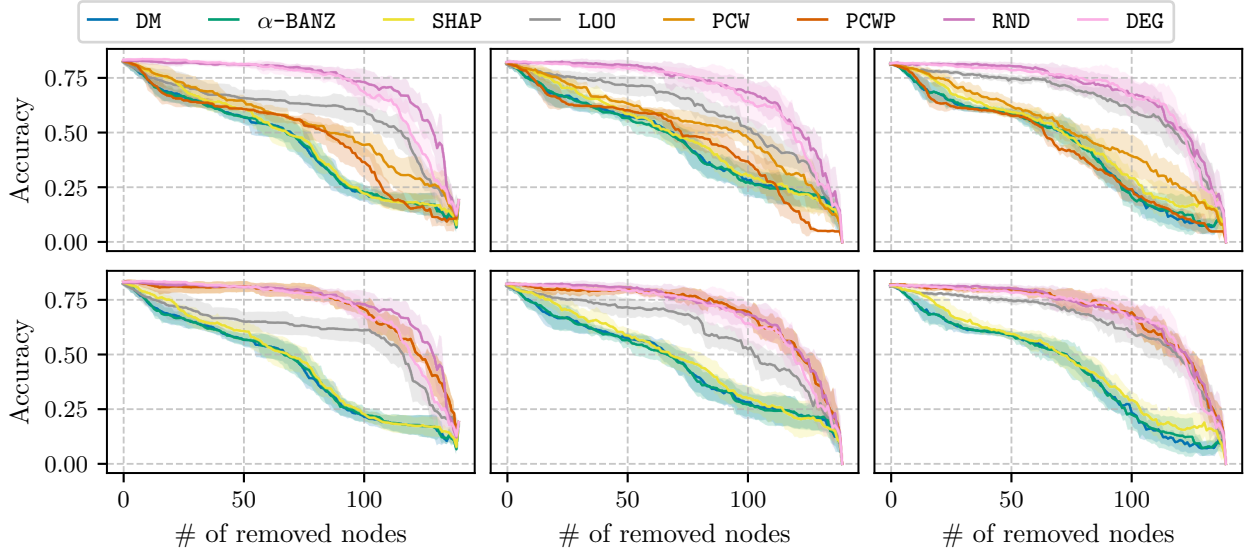 DM α-BANZ SHAP LOO PCW PCWP RND DEG
Accuracy
0.75
0.50
0.25
0.00
Accuracy
0.75
0.50
0.25
0.00
0 50 100 0 50 100 0 50 100
# of removed nodes # of removed nodes # of removed nodes